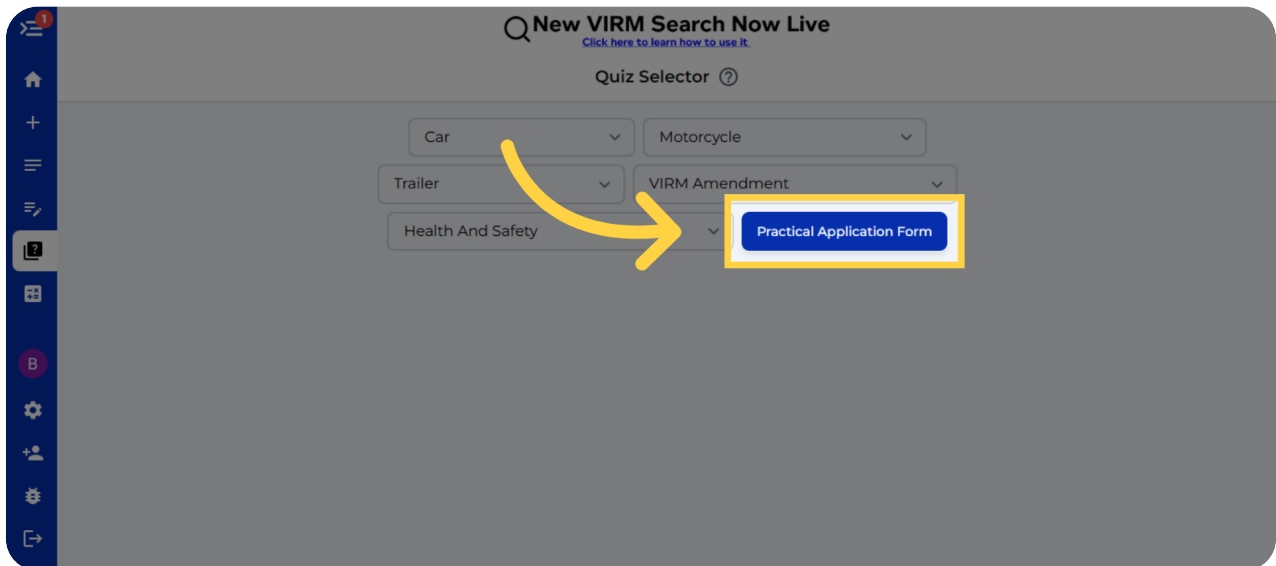 1
New VIRM Search Now Live
Click here to learn how to use it
Quiz Selector ?
Car
Motorcycle
Trailer
VIRM Amendment
Health And Safety
Practical Application Form
?
B